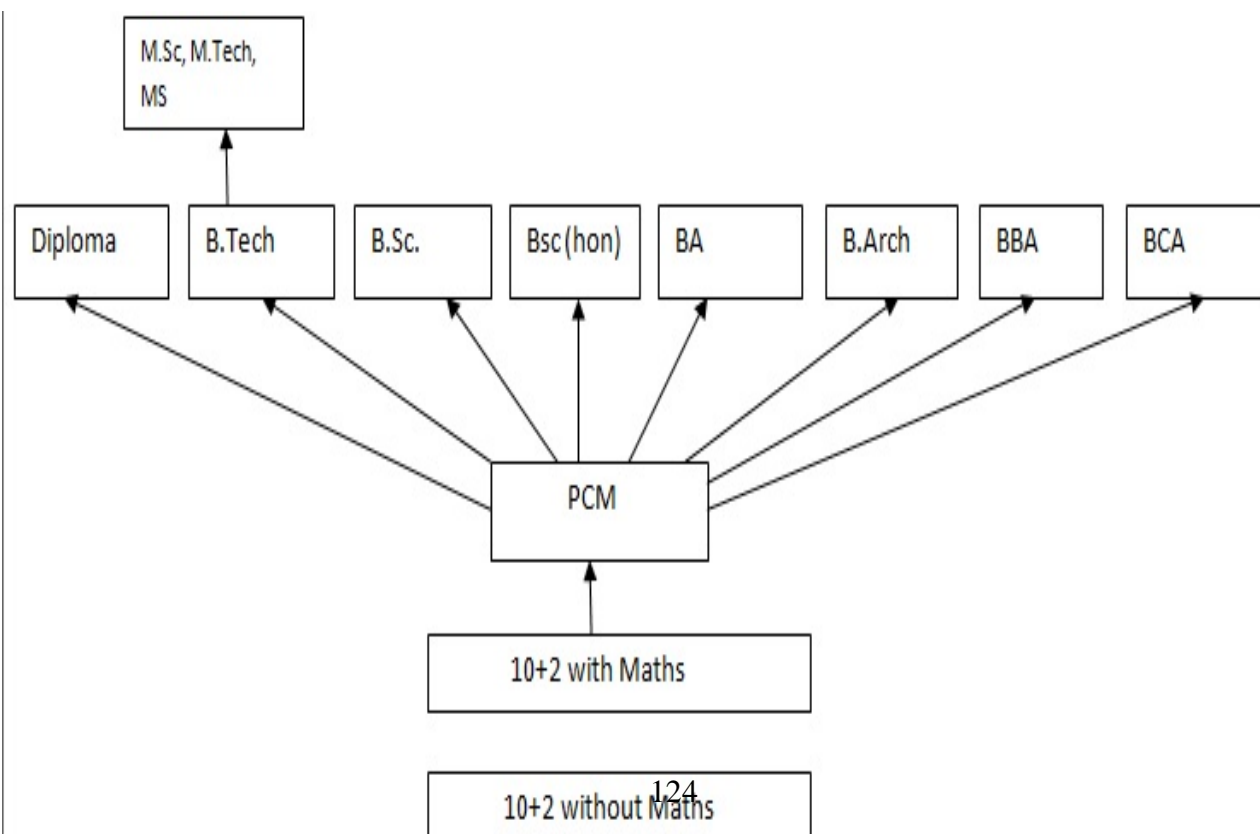 M.Sc, M.Tech,
MS
Diploma
B.Tech
B.Sc.
Bsc (hon)
BA
B.Arch
BBA
BCA
PCM
10+2 with Maths
124
10+2 without Maths